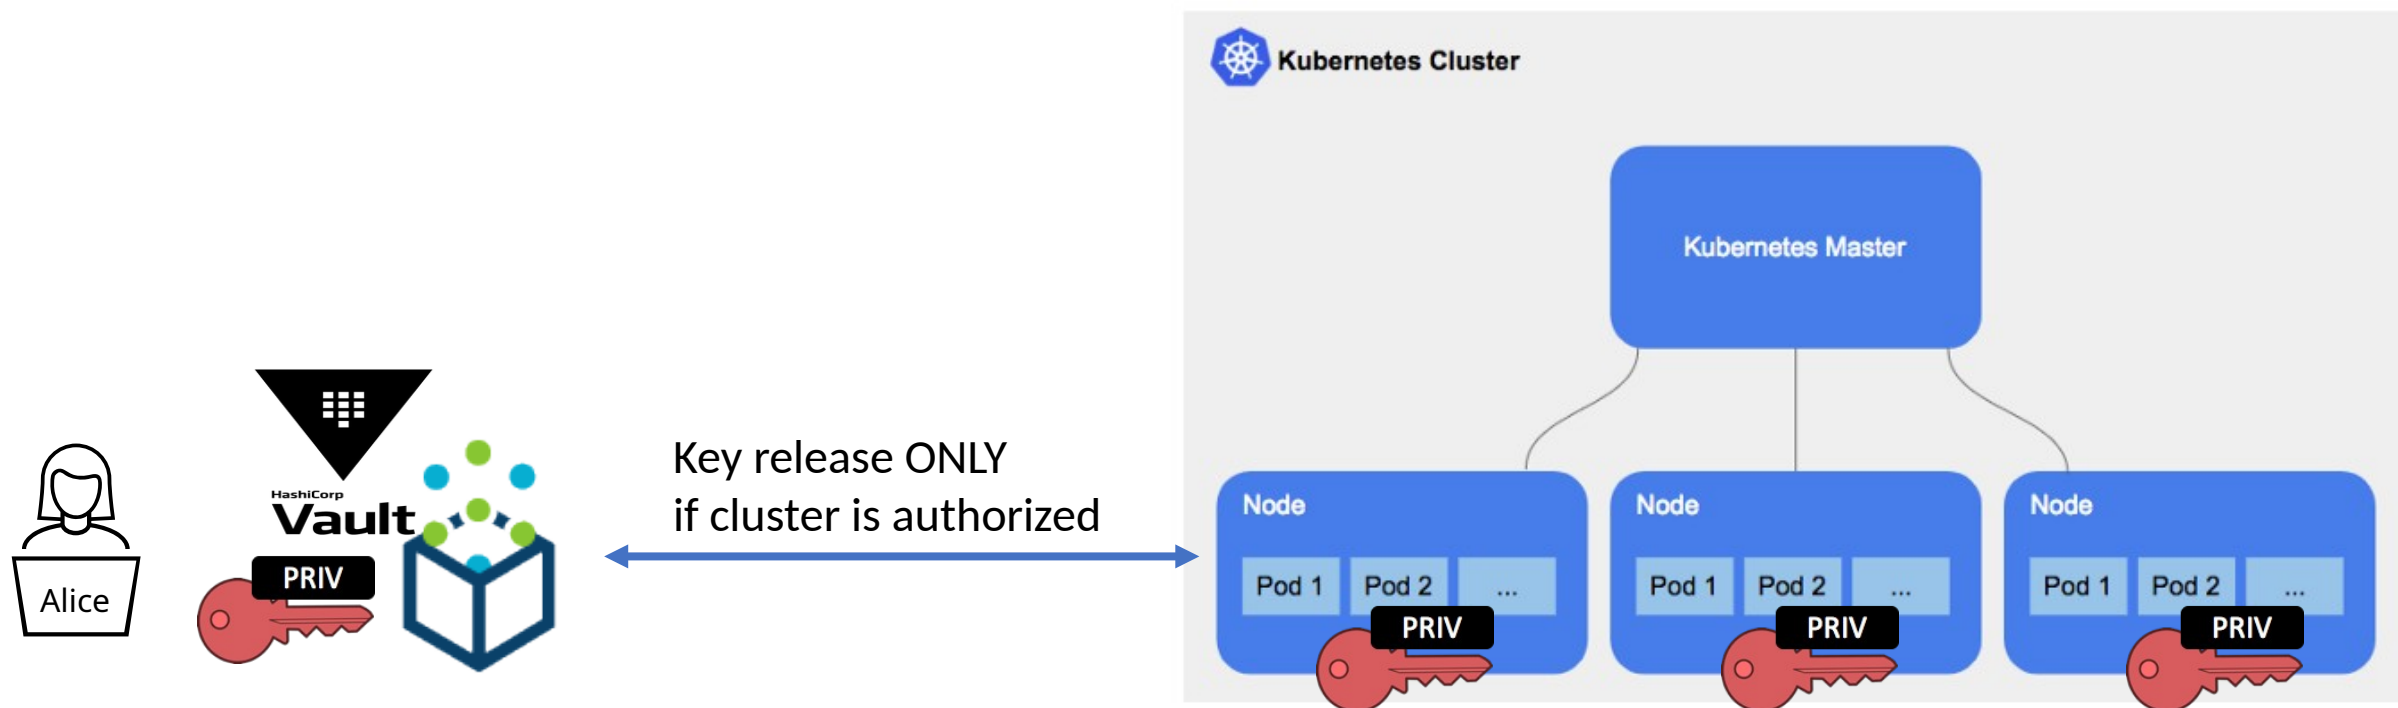 Kubernetes Cluster
Kubernetes Master
HashiCorp
Vault
PRIV
Alice
Key release ONLY
if cluster is authorized
Node
Pod 1 Pod 2 ...
PRIV
Node
Pod 1 Pod 2 ...
PRIV
Node
Pod 1 Pod 2 ...
PRIV